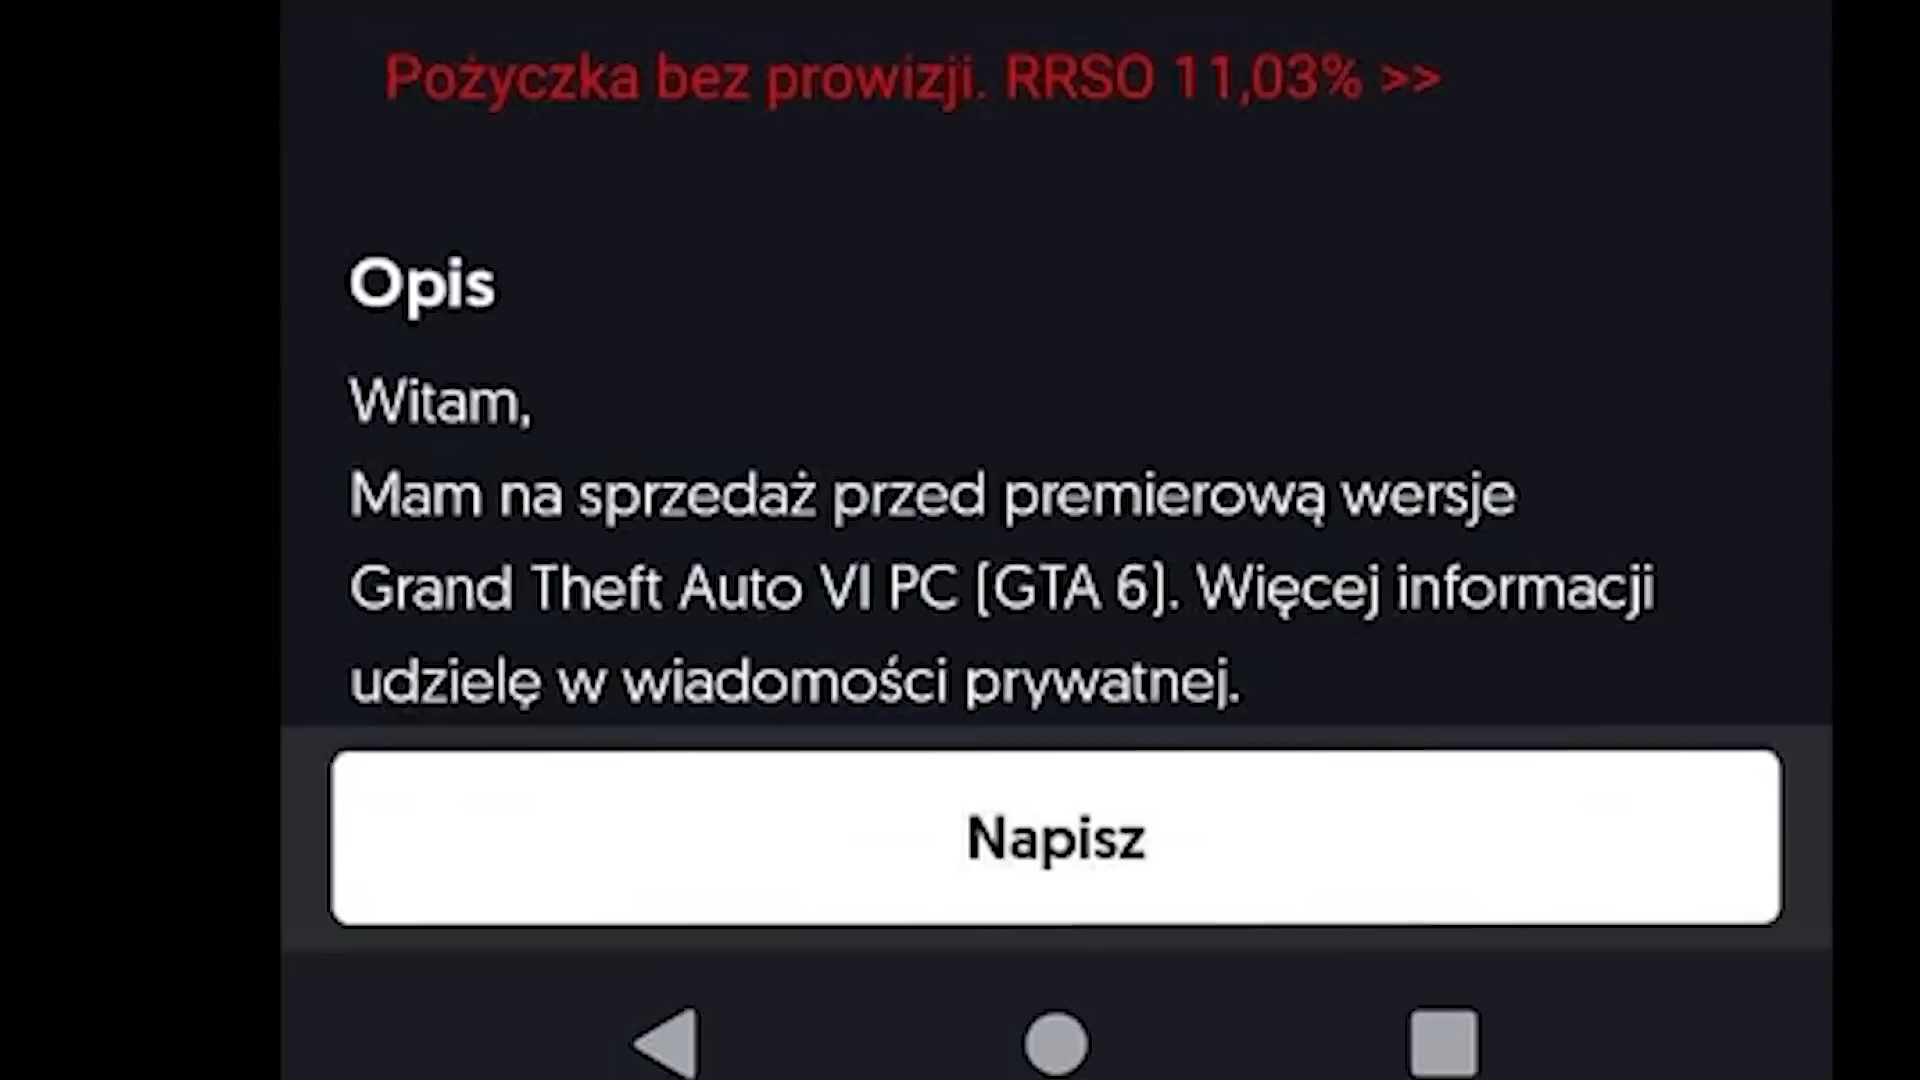 Pożyczka bez prowizji. RRSO 11,03% >>
Opis
Witam,
Mam na sprzedaż przed premierową wersje
Grand Theft Auto VI PC (GTA 6). Więcej informacji
udzielę w wiadomości prywatnej.
Napisz